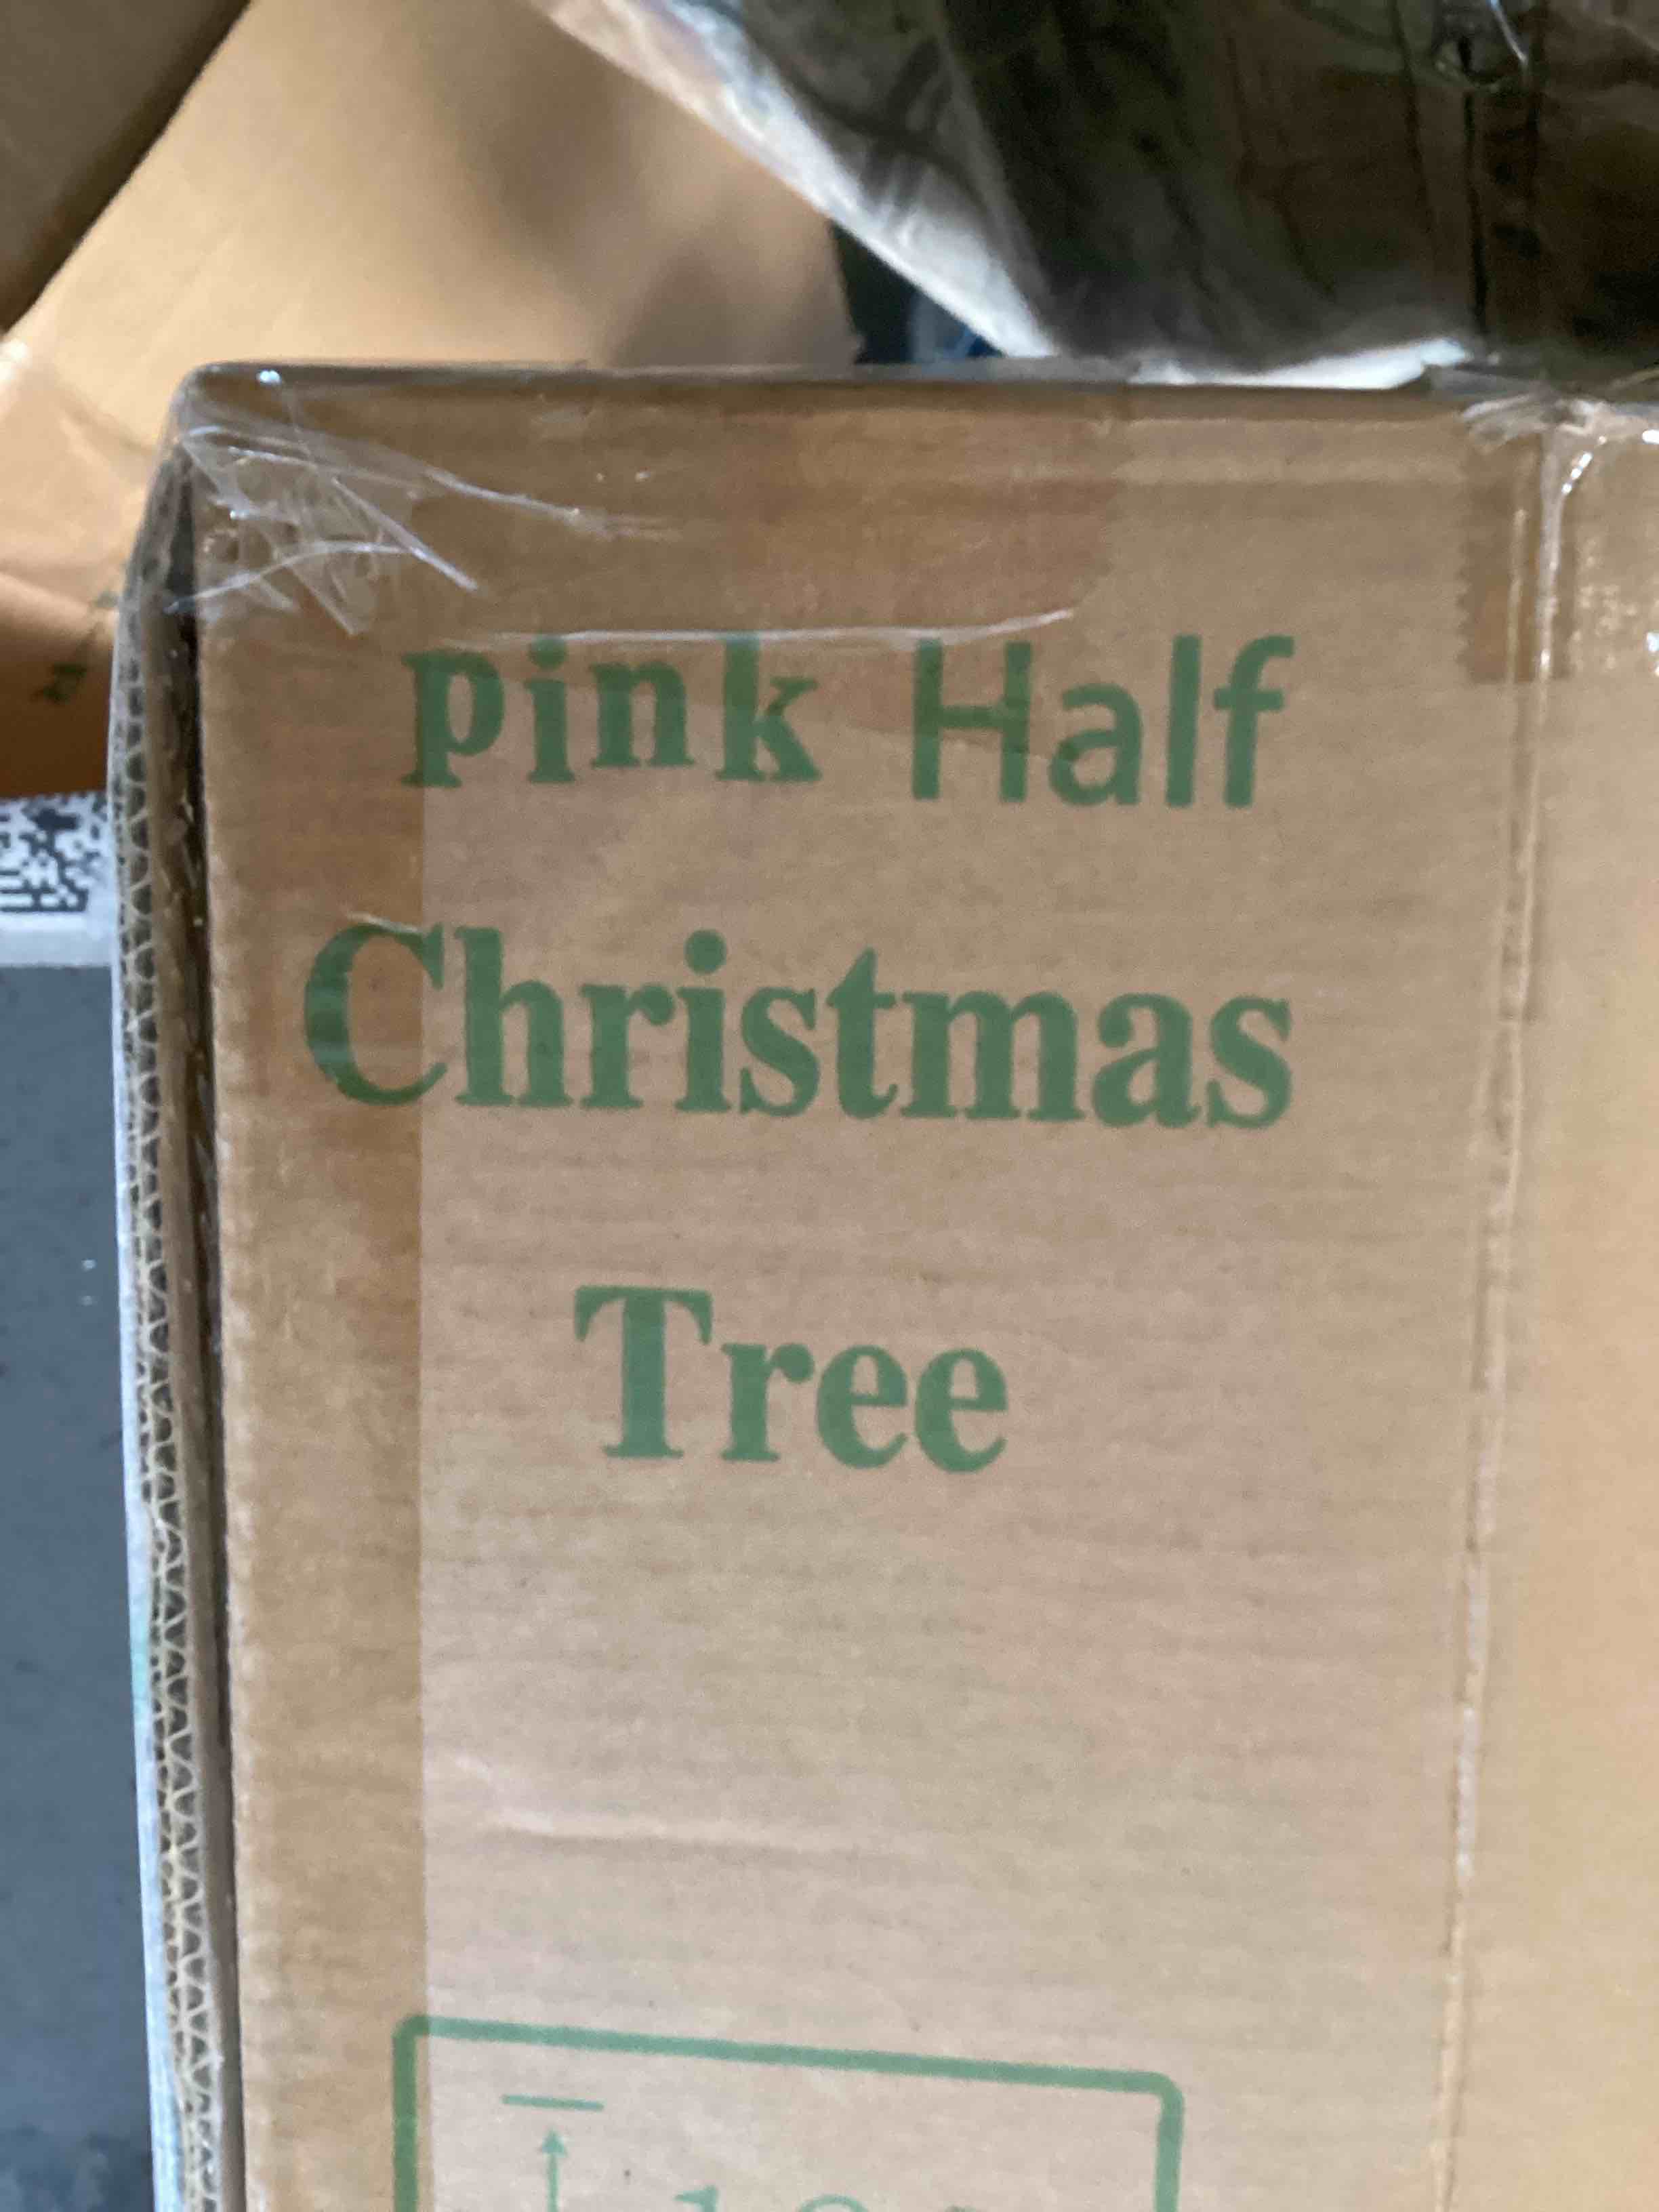 pink Half
Christmas
Tree